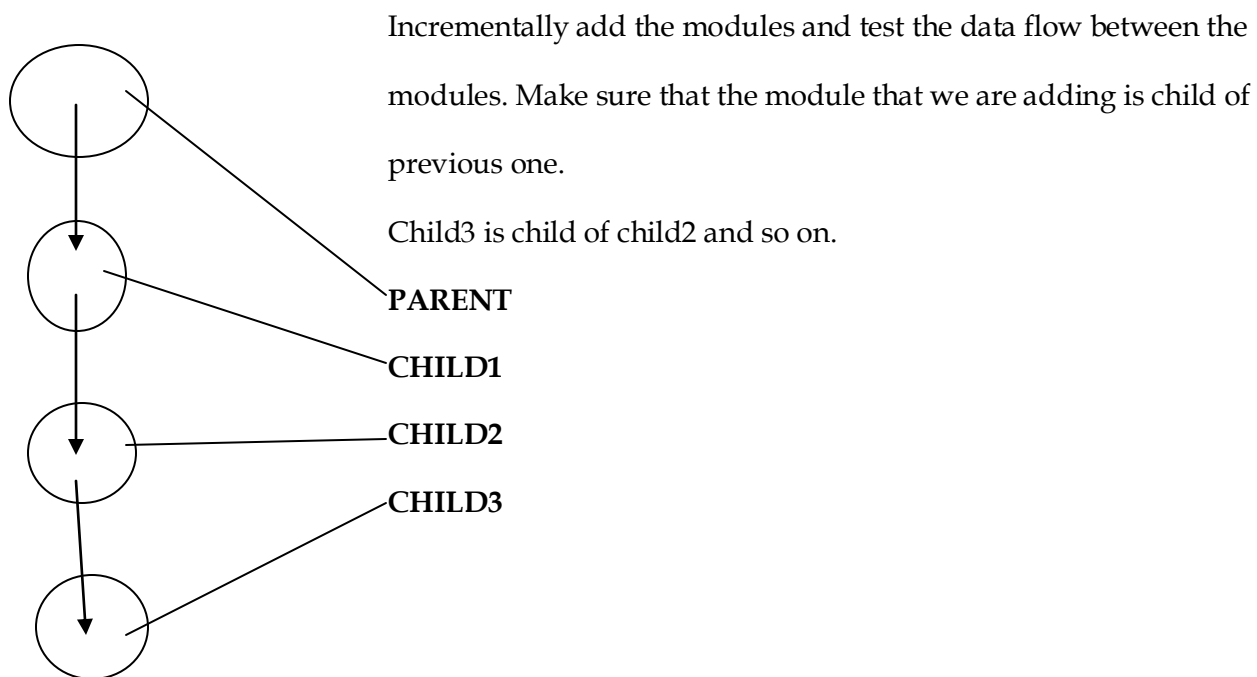 Incrementally add the modules and test the data flow between the
modules. Make sure that the module that we are adding is child of
previous one.
Child3 is child of child2 and so on.
PARENT
CHILD1
CHILD2
CHILD3